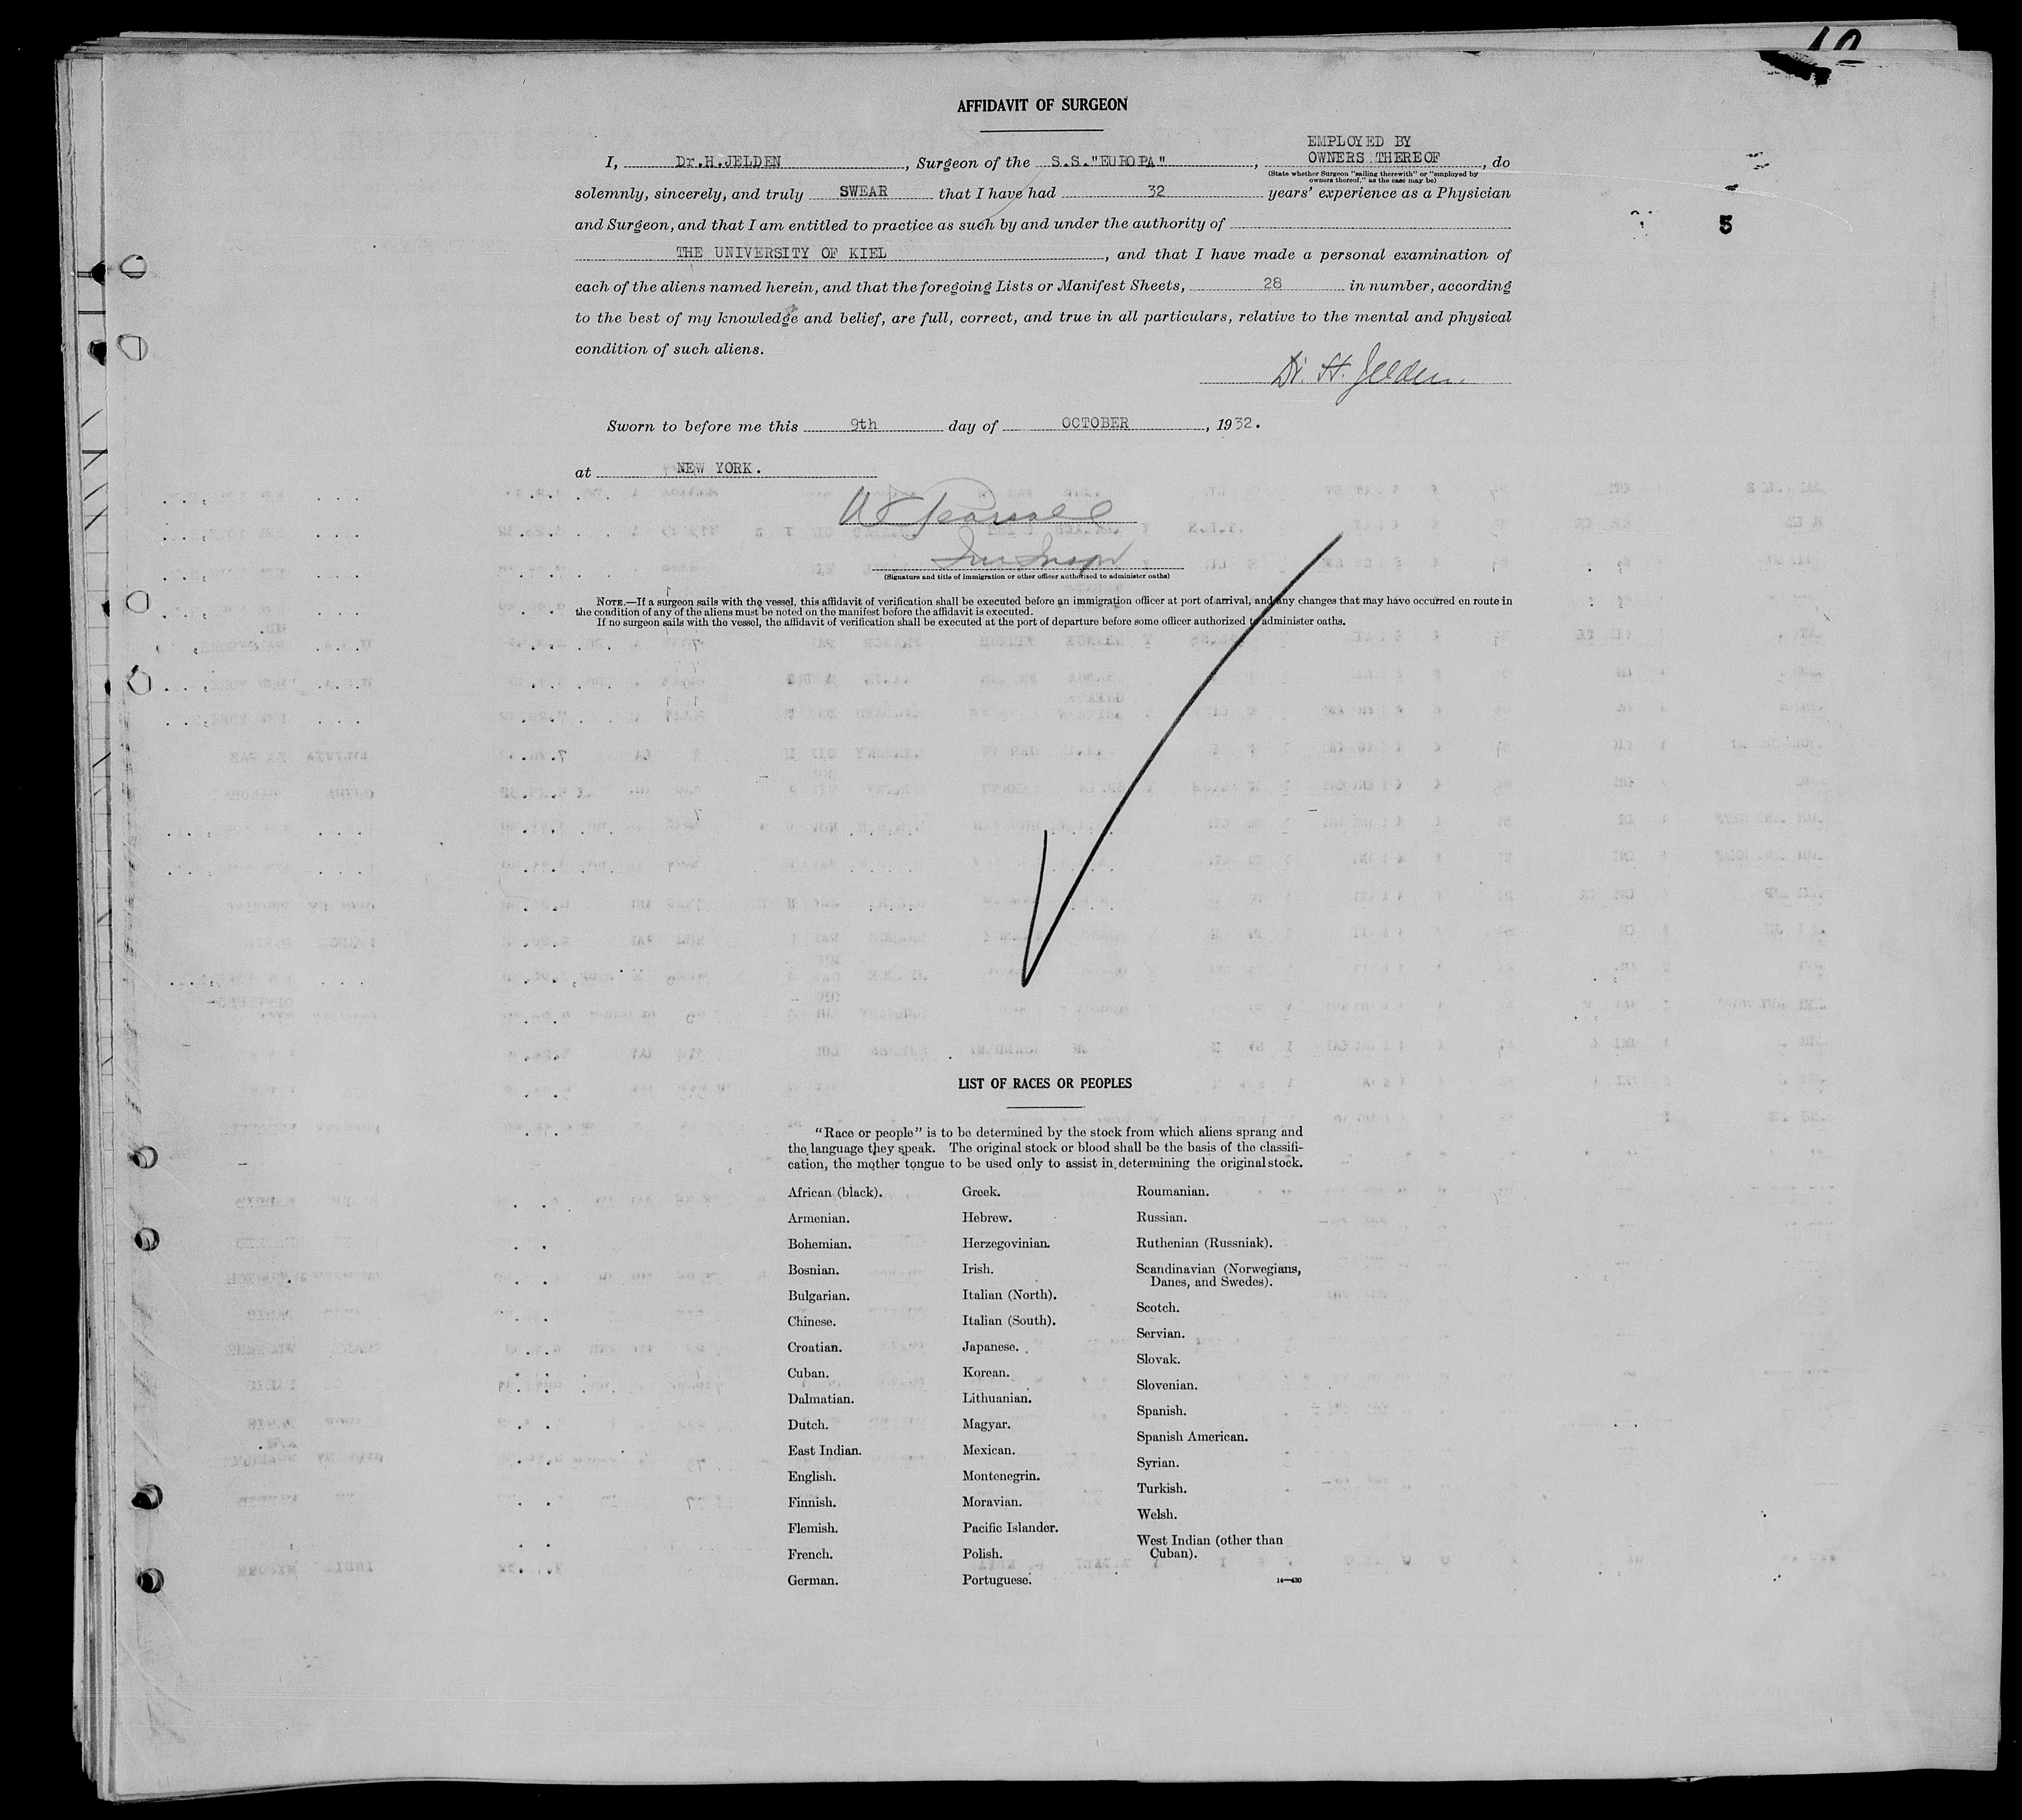 AFFIDAVIT OF SURGEON
EMPLOYED BY
I, Dr.H.JELDEN, Surgeon of the S.S."EUROPA", OWNERS THEREOF, do
(State whether Surgeon "sailing therewith" or "employed by
owners thereof," as the case may be)
solemnly, sincerely, and truly SWEAR that I have had 32 years' experience as a Physician
and Surgeon, and that I am entitled to practice as such by and under the authority of
THE UNIVERSITY OF KIEL, and that I have made a personal examination of
each of the aliens named herein, and that the foregoing Lists or Manifest Sheets, 28 in number, according
to the best of my knowledge and belief, are full, correct, and true in all particulars, relative to the mental and physical
condition of such aliens.
Dr. H. Jelden.
Sworn to before me this 9th day of OCTOBER, 1932.
at NEW YORK.
(Signature and title of immigration or other officer authorized to administer oaths)
NOTE.—If a surgeon sails with the vessel, this affidavit of verification shall be executed before an immigration officer at port of arrival, and any changes that may have occurred en route in
the condition of any of the aliens must be noted on the manifest before the affidavit is executed.
If no surgeon sails with the vessel, the affidavit of verification shall be executed at the port of departure before some officer authorized to administer oaths.
5
LIST OF RACES OR PEOPLES
"Race or people" is to be determined by the stock from which aliens sprang and
the language they speak. The original stock or blood shall be the basis of the classifi-
cation, the mother tongue to be used only to assist in determining the original stock.
African (black).
Armenian.
Bohemian.
Bosnian.
Bulgarian.
Chinese.
Croatian.
Cuban.
Dalmatian.
Dutch.
East Indian.
English.
Finnish.
Flemish.
French.
German.
Greek.
Hebrew.
Herzegovinian.
Irish.
Italian (North).
Italian (South).
Japanese.
Korean.
Lithuanian.
Magyar.
Mexican.
Montenegrin.
Moravian.
Pacific Islander.
Polish.
Portuguese.
Roumanian.
Russian.
Ruthenian (Russniak).
Scandinavian (Norwegians,
Danes, and Swedes).
Scotch.
Servian.
Slovak.
Slovenian.
Spanish.
Spanish American.
Syrian.
Turkish.
Welsh.
West Indian (other than
Cuban).
14—430